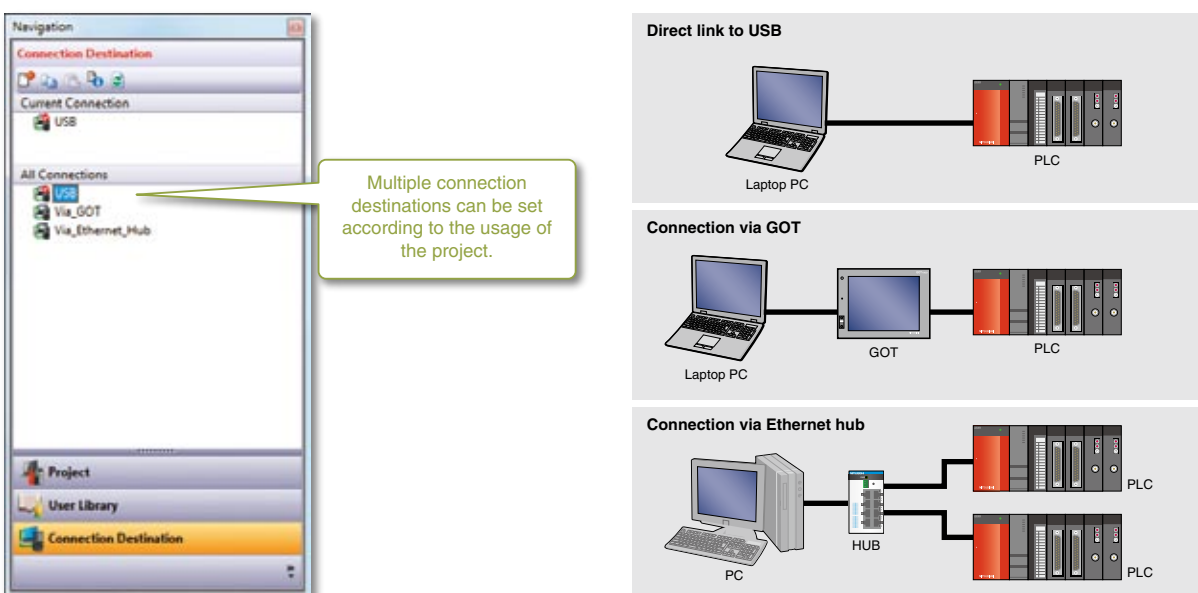 Navigation
Connection Destination
Current Connection
USB
All Connections
USB
Via_GOT
Via_Ethernet_Hub
Project
User Library
Connection Destination
Multiple connection
destinations can be set
according to the usage of
the project.
Direct link to USB
Laptop PC
PLC
Connection via GOT
Laptop PC
GOT
PLC
Connection via Ethernet hub
PC
HUB
PLC
PLC